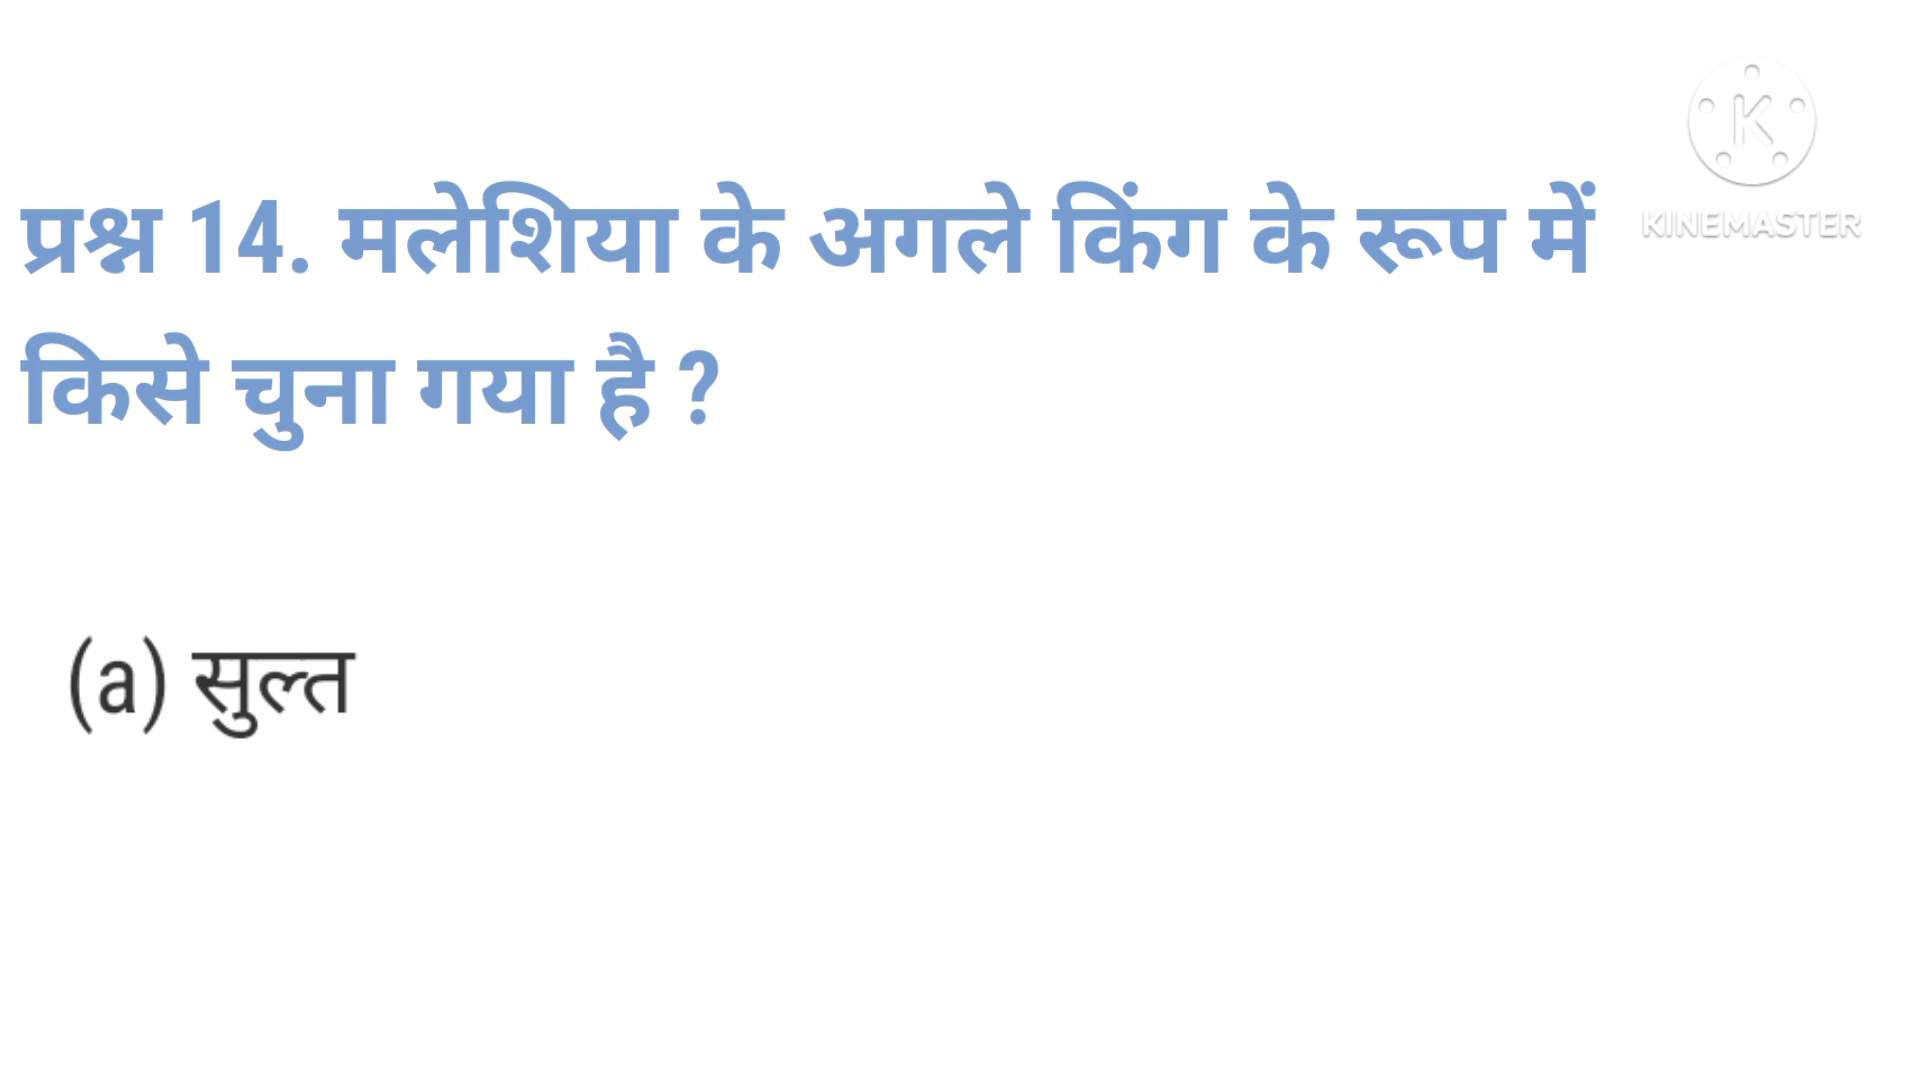 प्रश्न 14. मलेशिया के अगले किंग के रूप में
किसे चुना गया है ?
(a) सुल्त
K
KINEMASTER